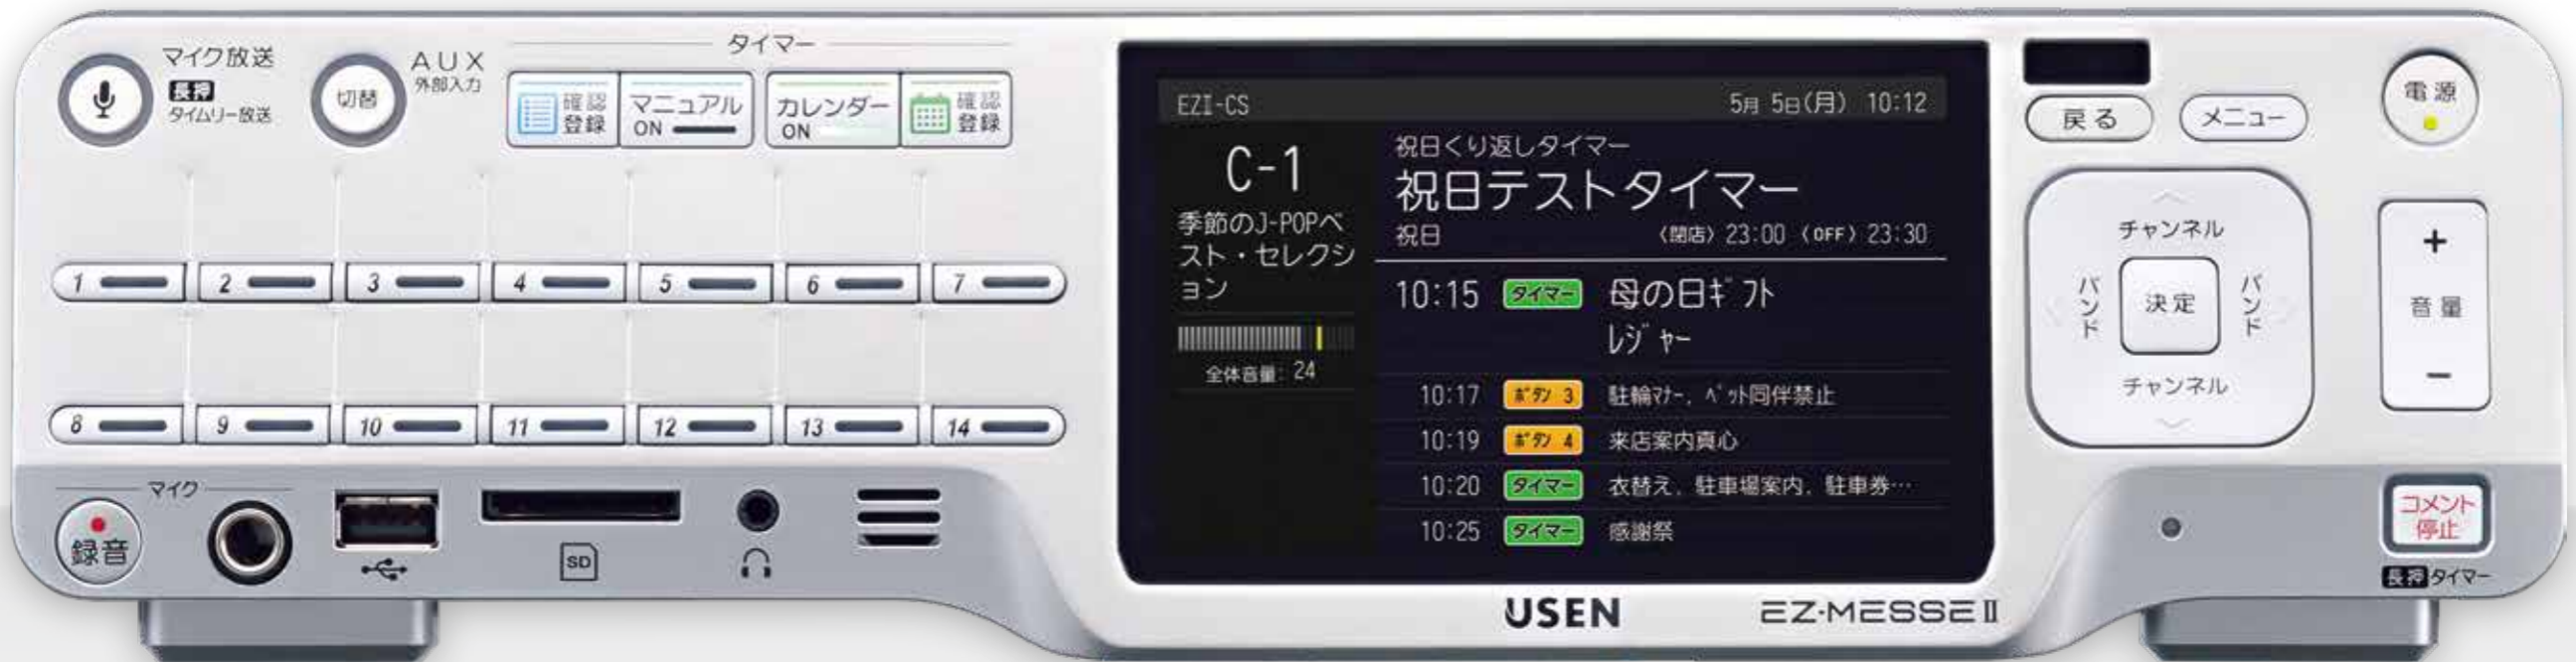 マイク放送
長押
タイムリー放送
切替
AUX
外部入力
タイマー
確認
登録
マニュアル
ON
カレンダー
ON
確認
登録
1
2
3
4
5
6
7
8
9
10
11
12
13
14
マイク
録音
SD
EZI-CS
5月 5日(月) 10:12
C-1
季節のJ-POPベ
スト・セレクシ
ョン
全体音量: 24
祝日くり返しタイマー
祝日テストタイマー
祝日 〈閉店〉 23:00 〈OFF〉 23:30
10:15 タイマー 母の日ｷﾞﾌﾄ
ﾚｼﾞｬｰ
10:17 ﾎﾞﾀﾝ 3 駐輪ﾏﾅｰ, ﾍﾟｯﾄ同伴禁止
10:19 ﾎﾞﾀﾝ 4 来店案内真心
10:20 タイマー 衣替え, 駐車場案内, 駐車券…
10:25 タイマー 感謝祭
USEN
EZ-MESSE II
戻る
メニュー
電源
チャンネル
バンド
決定
バンド
チャンネル
+
音量
−
コメント
停止
長押 タイマー